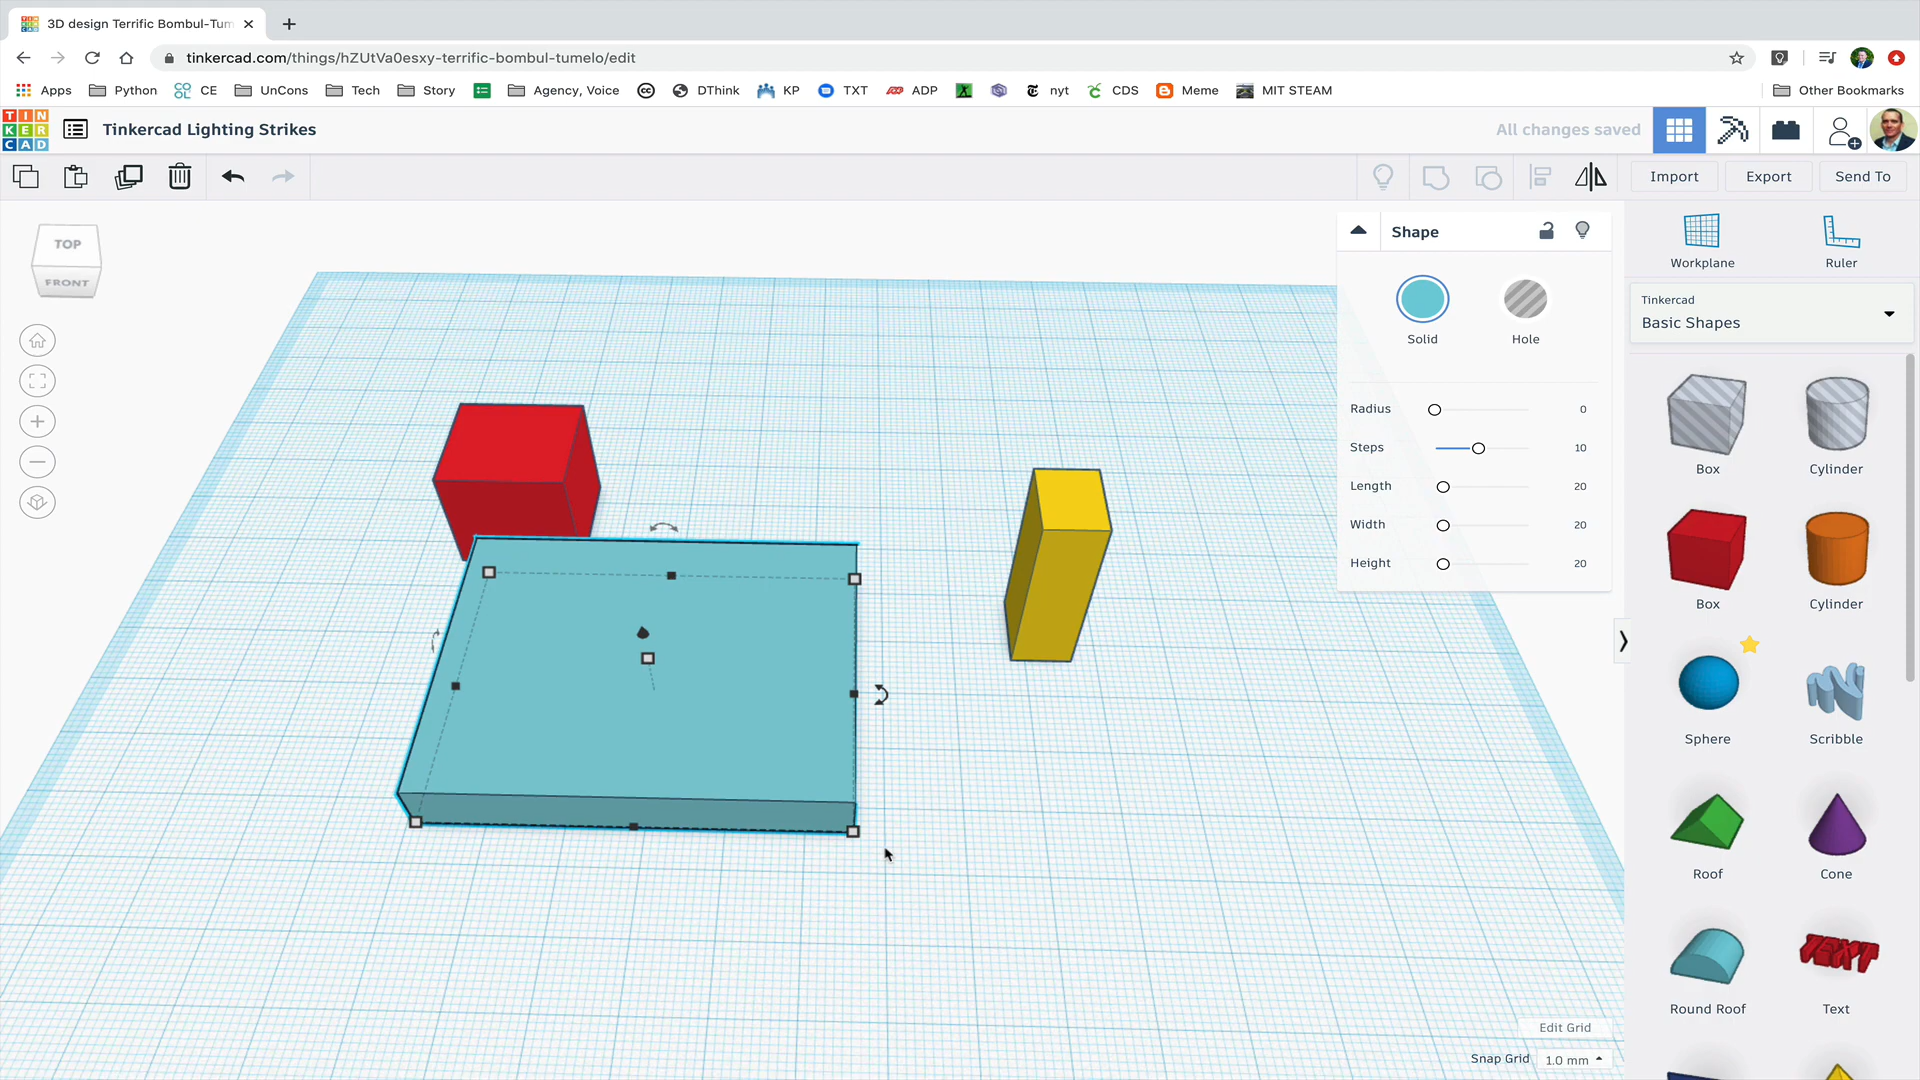 3D design Terrific Bombul-Tum
tinkercad.com/things/hZUtVa0esxy-terrific-bombul-tumelo/edit
Apps Python CE UnCons Tech Story Agency, Voice DThink KP TXT ADP nyt CDS Meme MIT STEAM Other Bookmarks
TIN
KER
CAD
Tinkercad Lighting Strikes
All changes saved
Import Export Send To
TOP
FRONT
Shape
Solid Hole
Radius 0
Steps 10
Length 20
Width 20
Height 20
Workplane Ruler
Tinkercad
Basic Shapes
Box Cylinder
Box Cylinder
Sphere Scribble
Roof Cone
TEXT
Round Roof Text
Edit Grid
Snap Grid 1.0 mm